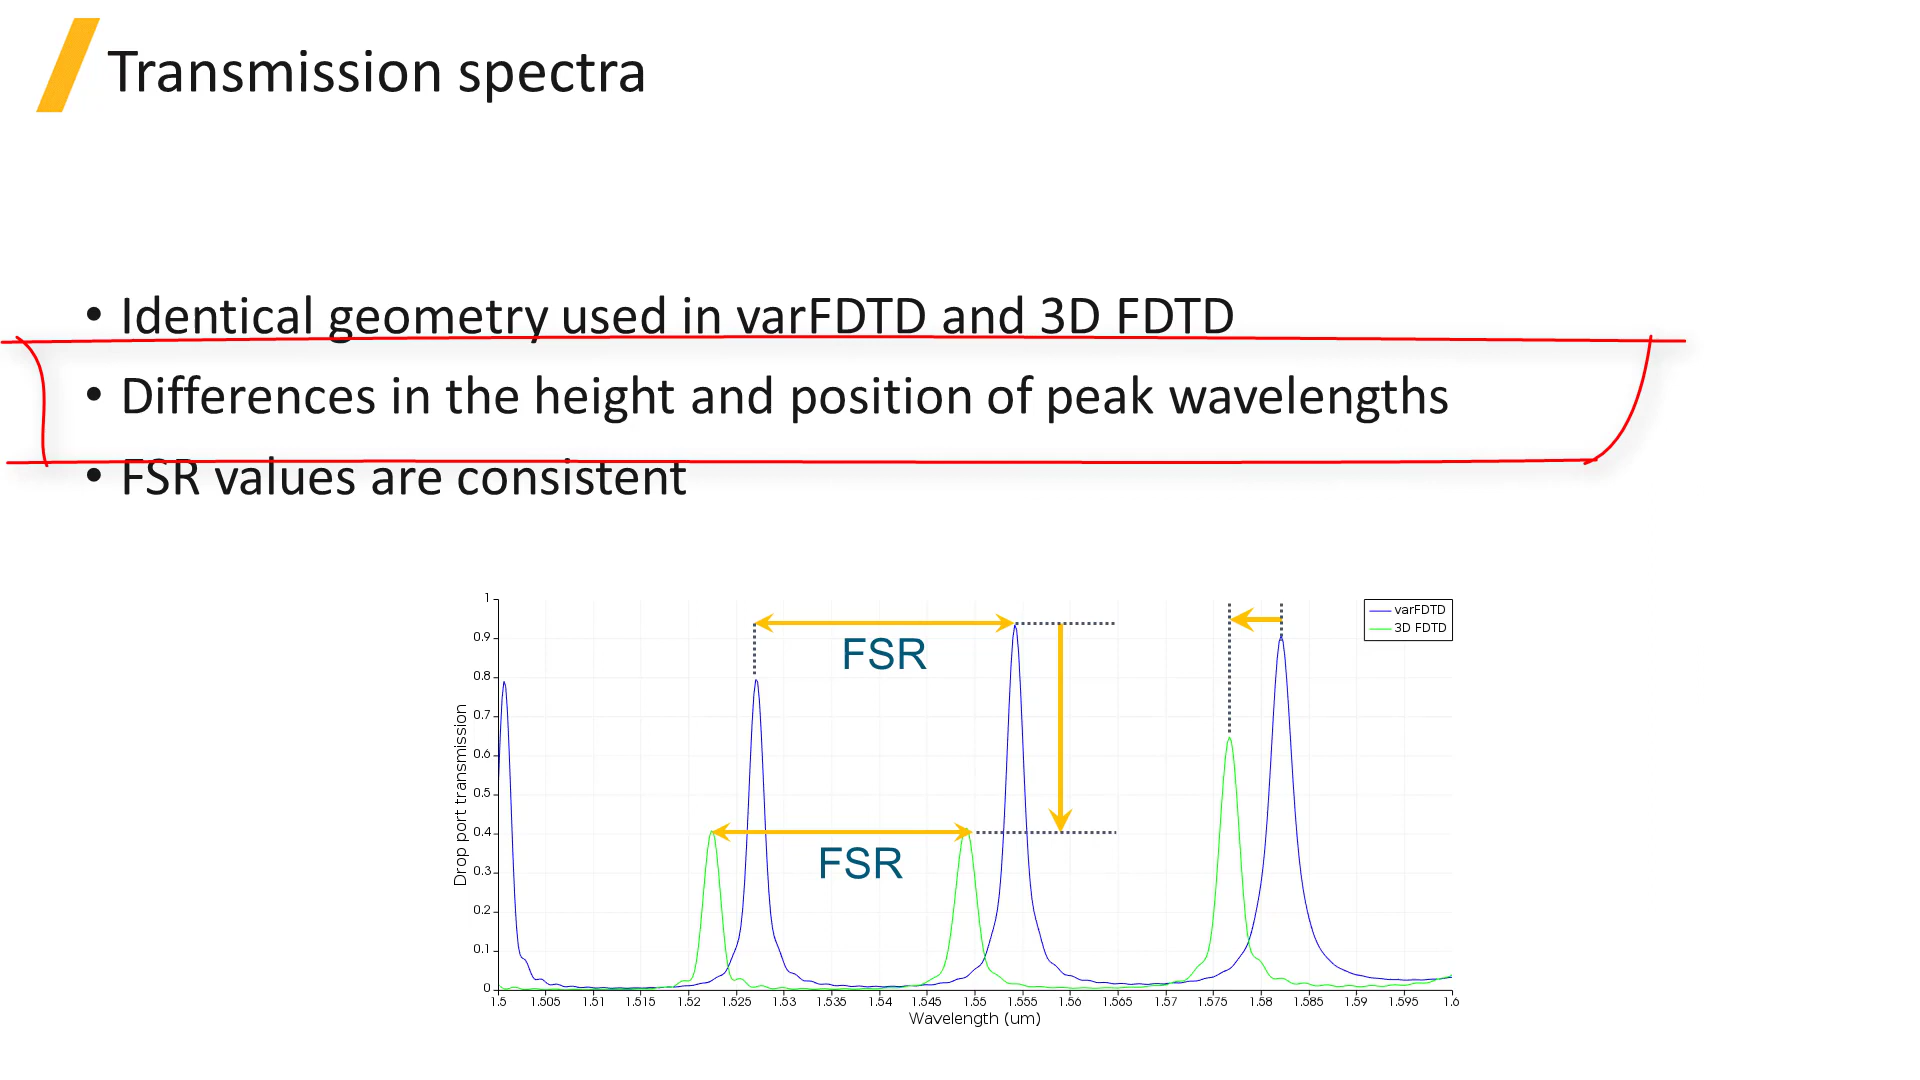 Transmission spectra
• Identical geometry used in varFDTD and 3D FDTD
• Differences in the height and position of peak wavelengths
• FSR values are consistent
1
0.9
0.8
0.7
0.6
0.5
0.4
0.3
0.2
0.1
0
Drop port transmission
FSR
FSR
varFDTD
3D FDTD
1.5 1.505 1.51 1.515 1.52 1.525 1.53 1.535 1.54 1.545 1.55 1.555 1.56 1.565 1.57 1.575 1.58 1.585 1.59 1.595 1.6
Wavelength (um)